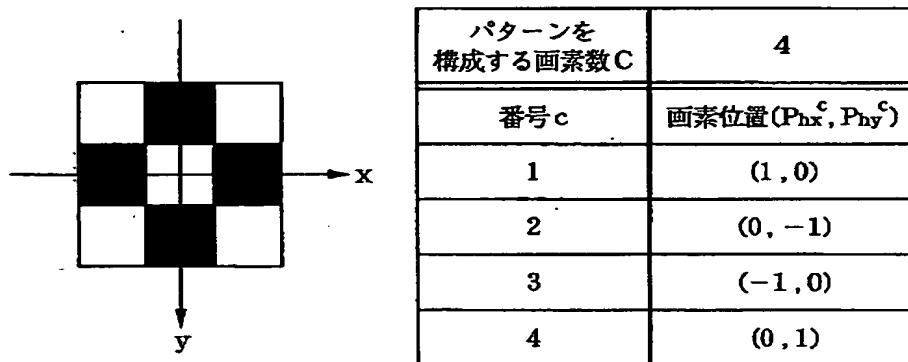 x
y
パターンを
構成する画素数C 4
番号c 画素位置(Phx^c, Phy^c)
1 (1,0)
2 (0,-1)
3 (-1,0)
4 (0,1)